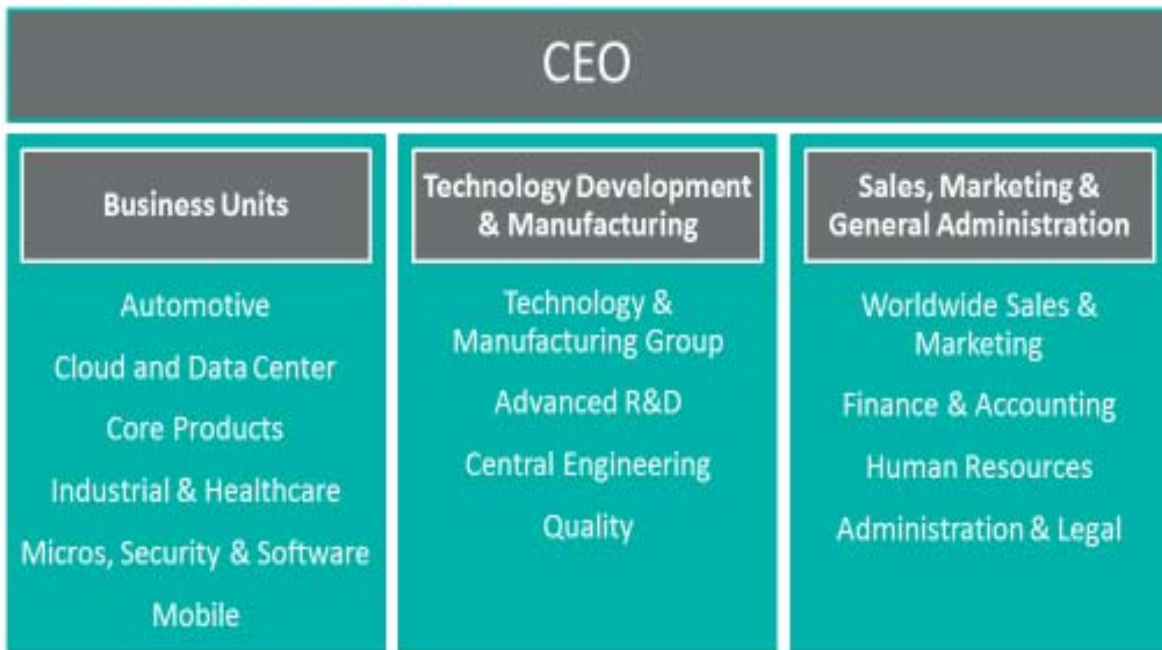 CEO
Business Units
Automotive
Cloud and Data Center
Core Products
Industrial & Healthcare
Micros, Security & Software
Mobile
Technology Development
& Manufacturing
Technology &
Manufacturing Group
Advanced R&D
Central Engineering
Quality
Sales, Marketing &
General Administration
Worldwide Sales &
Marketing
Finance & Accounting
Human Resources
Administration & Legal